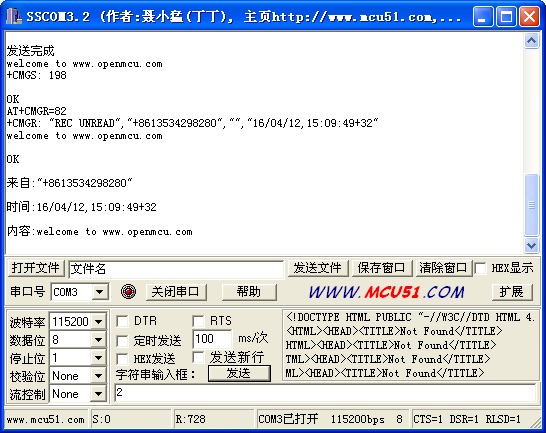 SSCOM3.2 (作者:聂小猛(丁丁), 主页http://www.mcu51.com,...
发送完成
welcome to www.openmcu.com
+CMGS: 198
OK
AT+CMGR=82
+CMGR: "REC UNREAD","+8613534298280","","16/04/12,15:09:49+32"
welcome to www.openmcu.com
OK
来自:"+8613534298280"
时间:16/04/12,15:09:49+32
内容:welcome to www.openmcu.com
打开文件 文件名 发送文件 保存窗口 清除窗口 HEX显示
串口号 COM3 关闭串口 帮助 WWW.MCU51.COM 扩展
波特率 115200 DTR RTS
数据位 8 定时发送 100 ms/次
停止位 1 HEX发送 发送新行
校验位 None 字符串输入框: 发送
流控制 None 2
<!DOCTYPE HTML PUBLIC "-//W3C//DTD HTML 4.
<HTML><HEAD><TITLE>Not Found</TITLE>
HTML><HEAD><TITLE>Not Found</TITLE>
TML><HEAD><TITLE>Not Found</TITLE>
ML><HEAD><TITLE>Not Found</TITLE>
www.mcu51.com S:0 R:728 COM3已打开 115200bps 8 CTS=1 DSR=1 RLSD=1